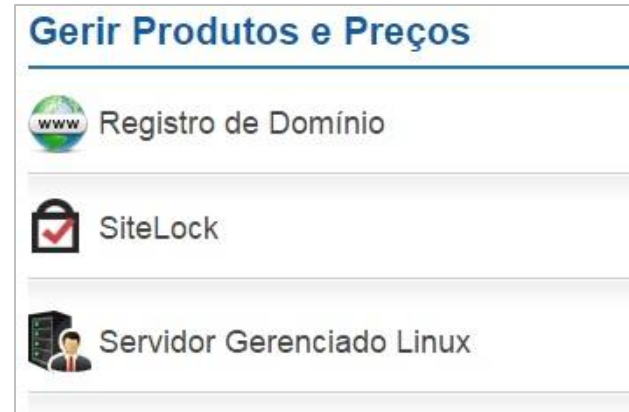 Gerir Produtos e Preços
www
Registro de Domínio
SiteLock
Servidor Gerenciado Linux